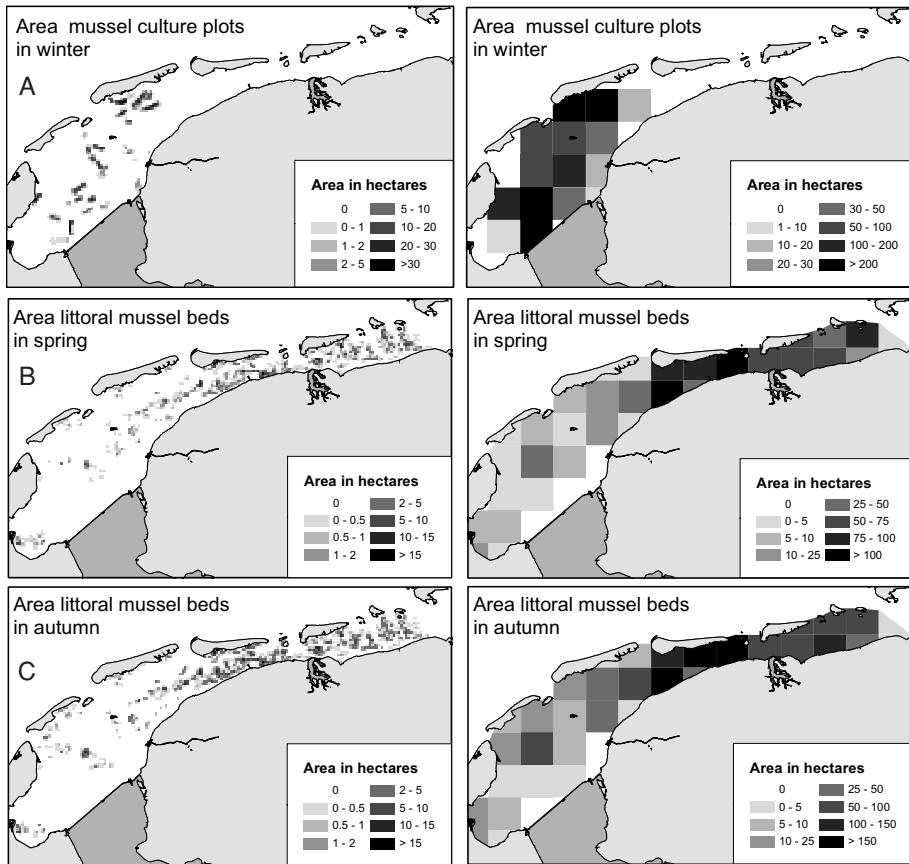 Area mussel culture plots
in winter
A
Area in hectares
0
0 - 1
1 - 2
2 - 5
5 - 10
10 - 20
20 - 30
>30
Area mussel culture plots
in winter
Area in hectares
0
1 - 10
10 - 20
20 - 30
30 - 50
50 - 100
100 - 200
> 200
Area littoral mussel beds
in spring
B
Area in hectares
0
0 - 0.5
0.5 - 1
1 - 2
2 - 5
5 - 10
10 - 15
> 15
Area littoral mussel beds
in spring
Area in hectares
0
0 - 5
5 - 10
10 - 25
25 - 50
50 - 75
75 - 100
> 100
Area littoral mussel beds
in autumn
C
Area in hectares
0
0 - 0.5
0.5 - 1
1 - 2
2 - 5
5 - 10
10 - 15
> 15
Area littoral mussel beds
in autumn
Area in hectares
0
0 - 5
5 - 10
10 - 25
25 - 50
50 - 100
100 - 150
> 150